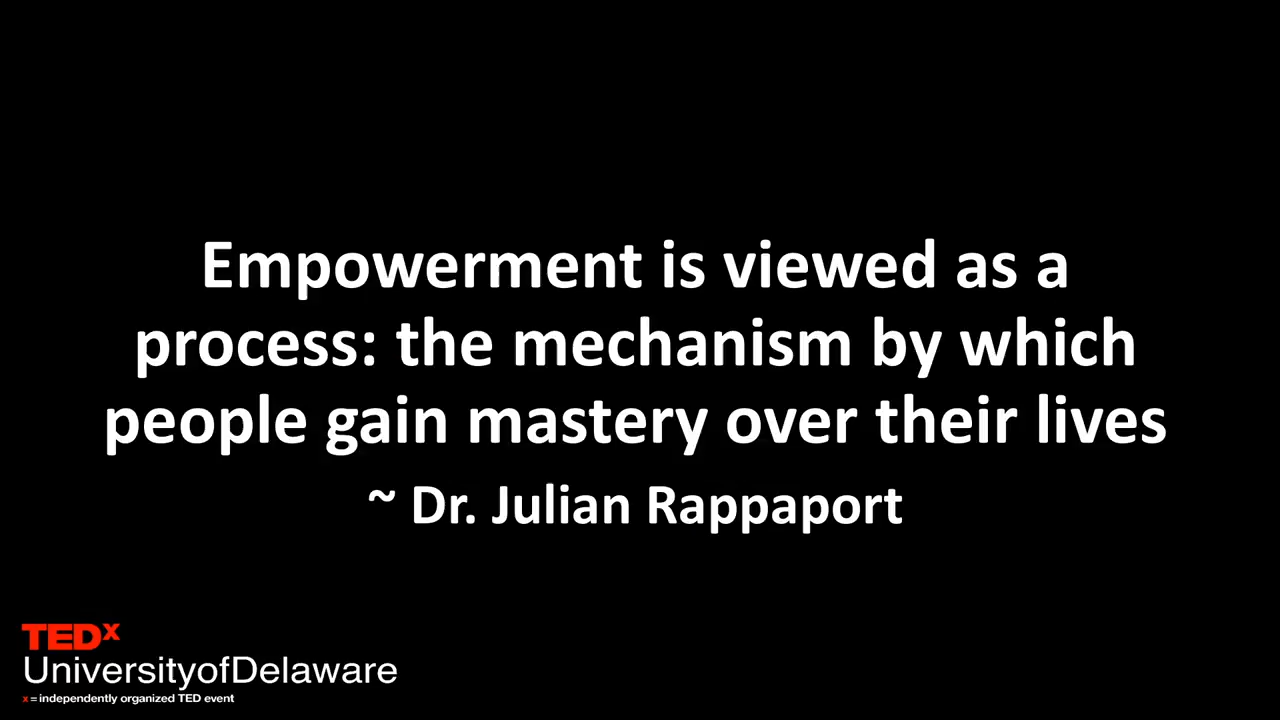 Empowerment is viewed as a
process: the mechanism by which
people gain mastery over their lives
~ Dr. Julian Rappaport
TEDx
UniversityofDelaware
x = independently organized TED event